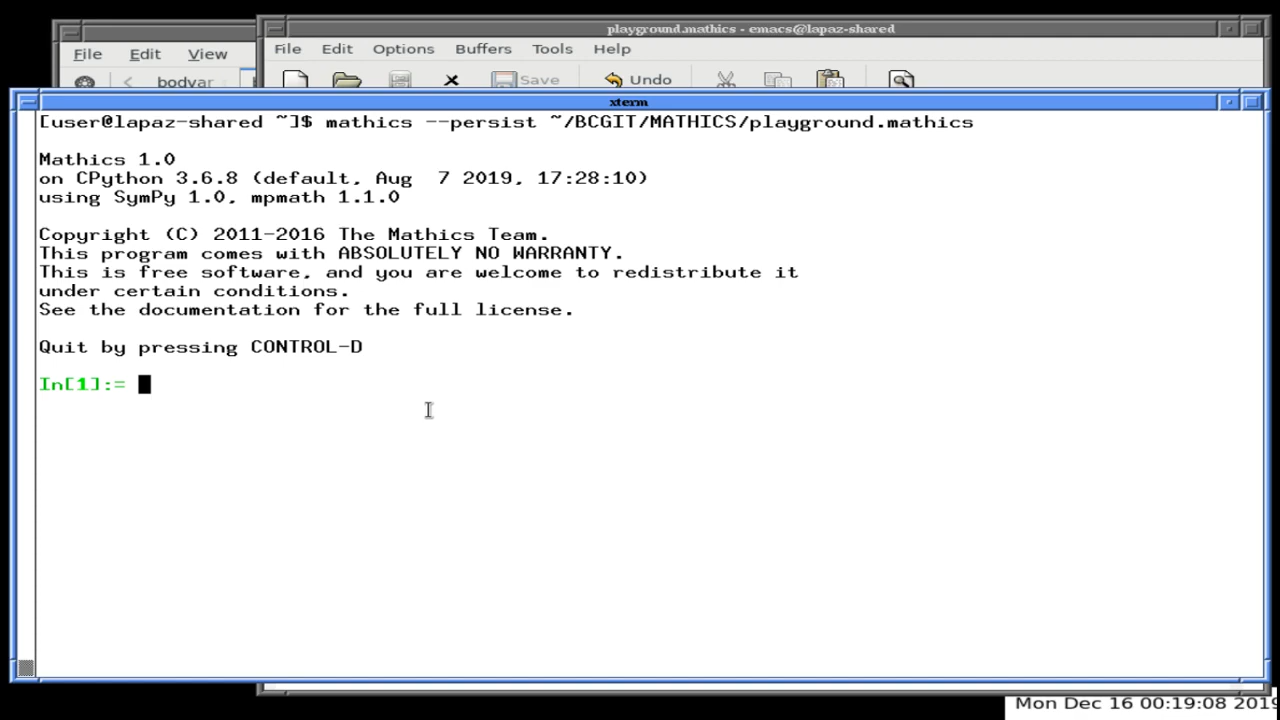 playground.mathics - emacs@lapaz-shared
File Edit View
File Edit Options Buffers Tools Help
bodyvar
Save Undo
xterm
[user@lapaz-shared ~]$ mathics --persist ~/BCGIT/MATHICS/playground.mathics
Mathics 1.0
on CPython 3.6.8 (default, Aug  7 2019, 17:28:10)
using SymPy 1.0, mpmath 1.1.0
Copyright (C) 2011-2016 The Mathics Team.
This program comes with ABSOLUTELY NO WARRANTY.
This is free software, and you are welcome to redistribute it
under certain conditions.
See the documentation for the full license.
Quit by pressing CONTROL-D
In[1]:=
Mon Dec 16 00:19:08 2019